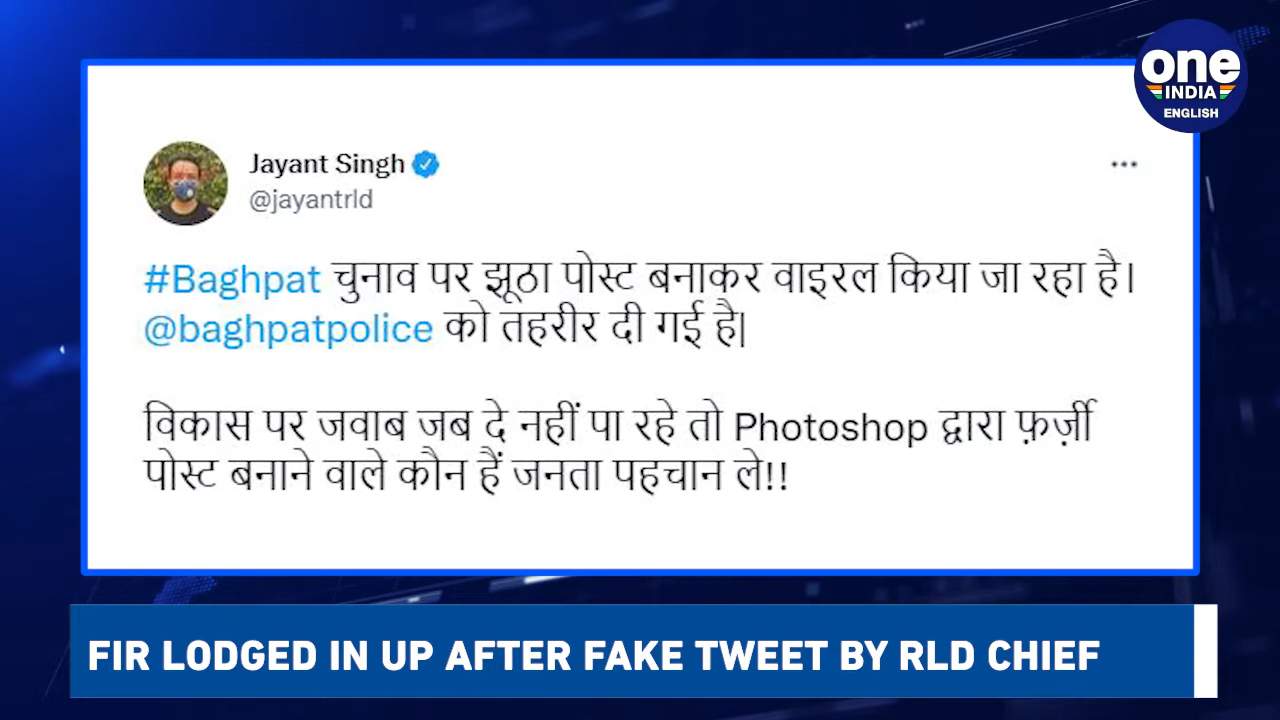 one
INDIA
ENGLISH
Jayant Singh
@jayantrld
#Baghpat चुनाव पर झूठा पोस्ट बनाकर वाइरल किया जा रहा है।
@baghpatpolice को तहरीर दी गई है|
विकास पर जवाब जब दे नहीं पा रहे तो Photoshop द्वारा फ़र्ज़ी
पोस्ट बनाने वाले कौन हैं जनता पहचान ले!!
FIR LODGED IN UP AFTER FAKE TWEET BY RLD CHIEF